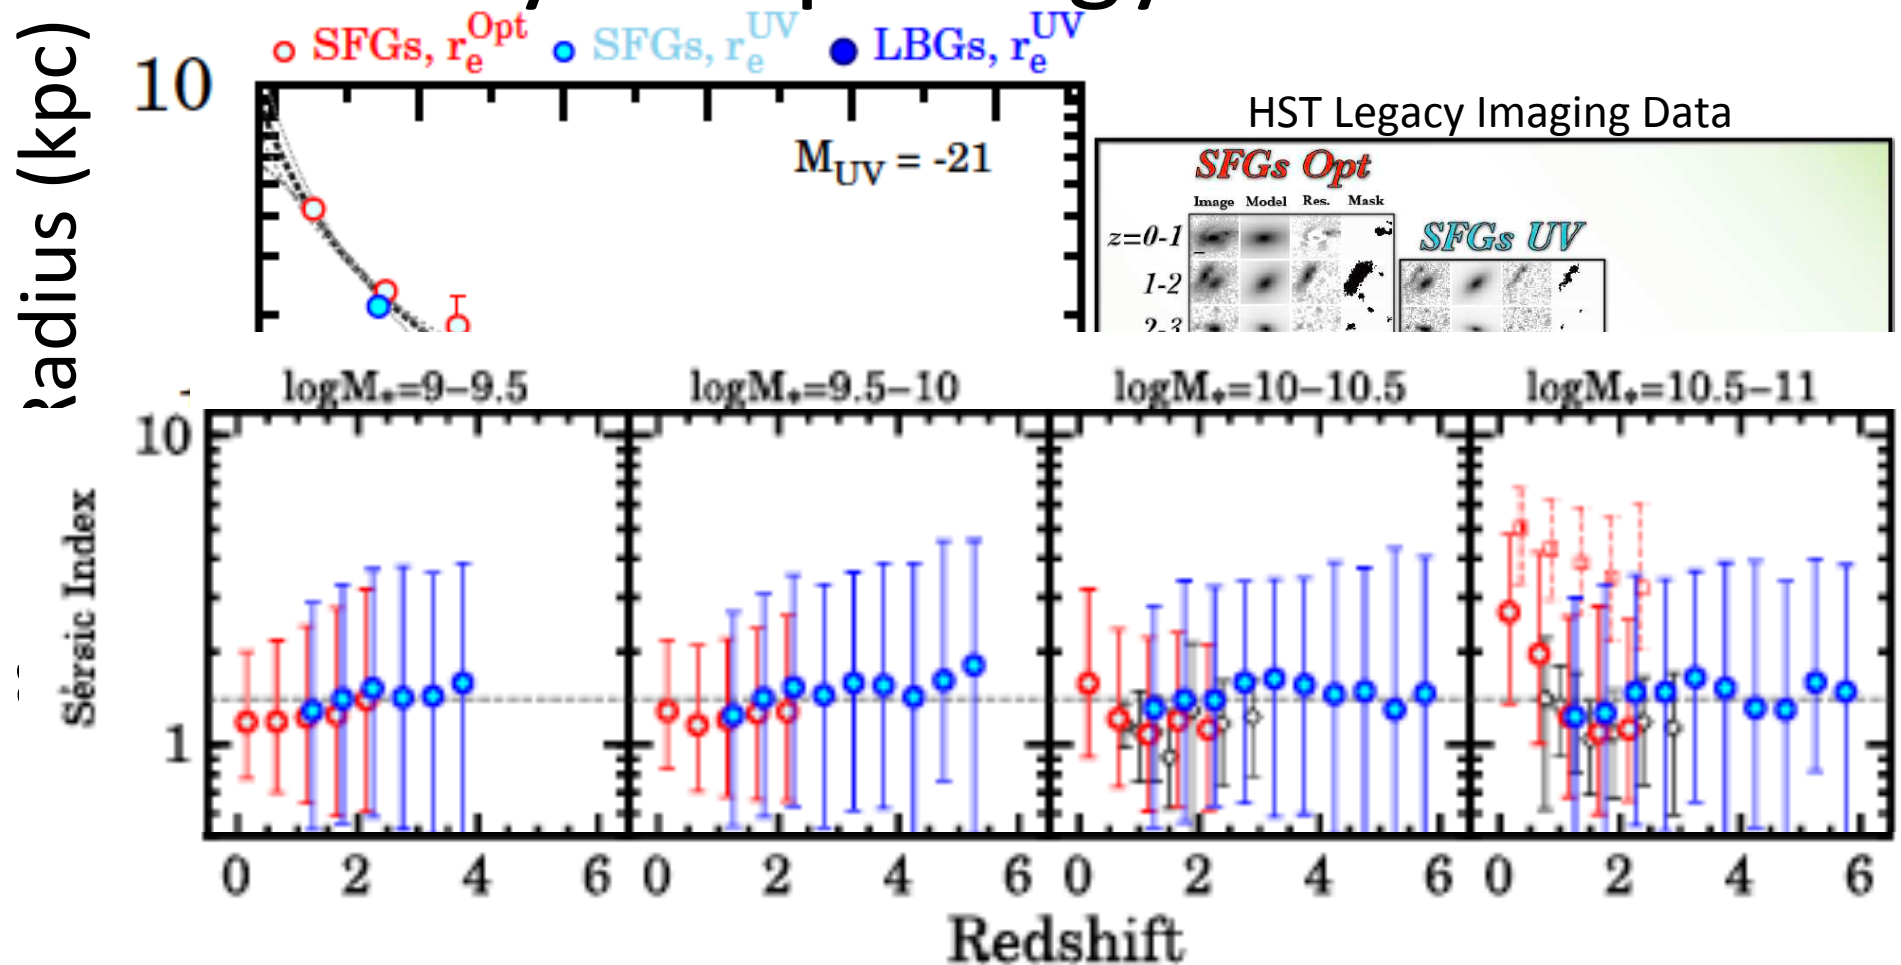 SFGs, r_e^Opt SFGs, r_e^UV LBGs, r_e^UV
10
Radius (kpc)
M_UV = -21
HST Legacy Imaging Data
SFGs Opt
Image Model Res. Mask
z=0-1
SFGs UV
1-2
2-3
logM*=9−9.5 logM*=9.5−10 logM*=10−10.5 logM*=10.5−11
10
Sérsic Index
1
0 2 4 6 0 2 4 6 0 2 4 6 0 2 4 6
Redshift